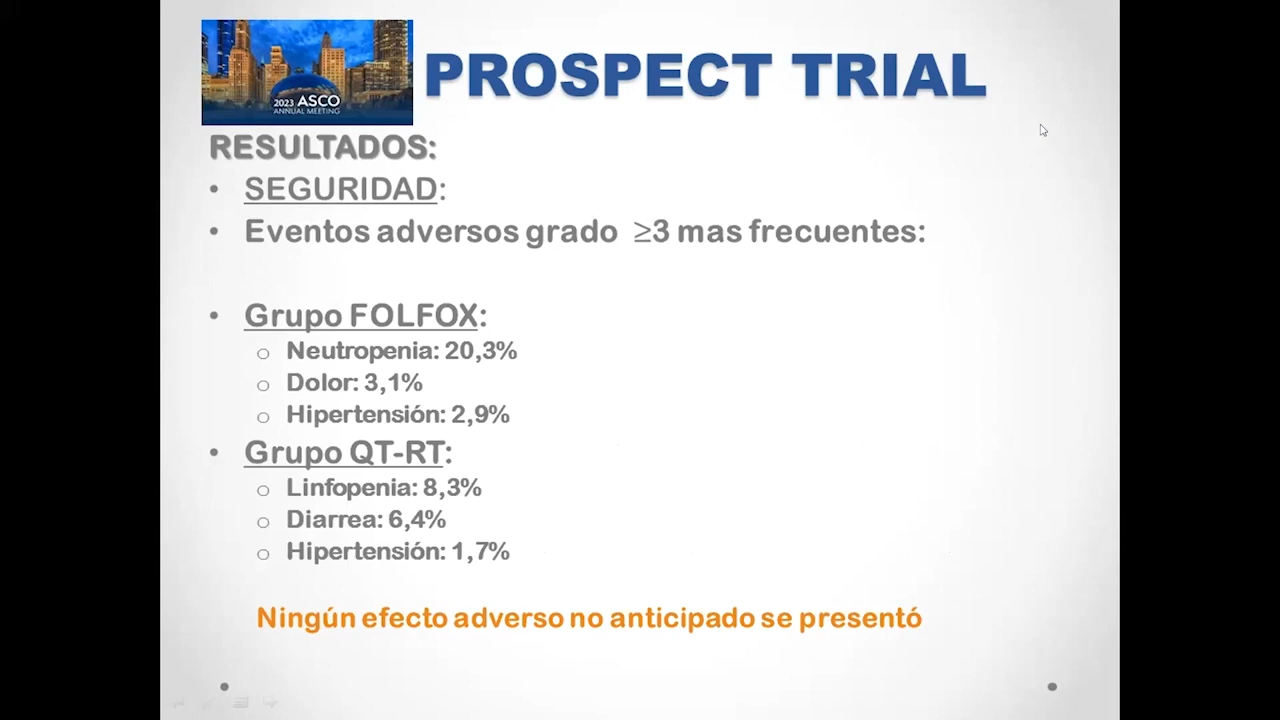 2023 ASCO
ANNUAL MEETING
PROSPECT TRIAL
RESULTADOS:
• SEGURIDAD:
• Eventos adversos grado ≥3 mas frecuentes:
• Grupo FOLFOX:
o Neutropenia: 20,3%
o Dolor: 3,1%
o Hipertensión: 2,9%
• Grupo QT-RT:
o Linfopenia: 8,3%
o Diarrea: 6,4%
o Hipertensión: 1,7%
Ningún efecto adverso no anticipado se presentó